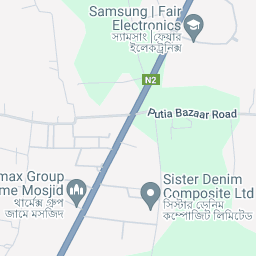 Samsung | Fair
Electronics
স্যামসাং |ফেয়ার
ইলেকট্রনিক্স
N2
Putia Bazaar Road
max Group
me Mosjid
থার্মেক্স গ্রুপ
জামে মসজিদ
Sister Denim
Composite Ltd
সিস্টার ডেনিম
কম্পোজিট লিমিটেড